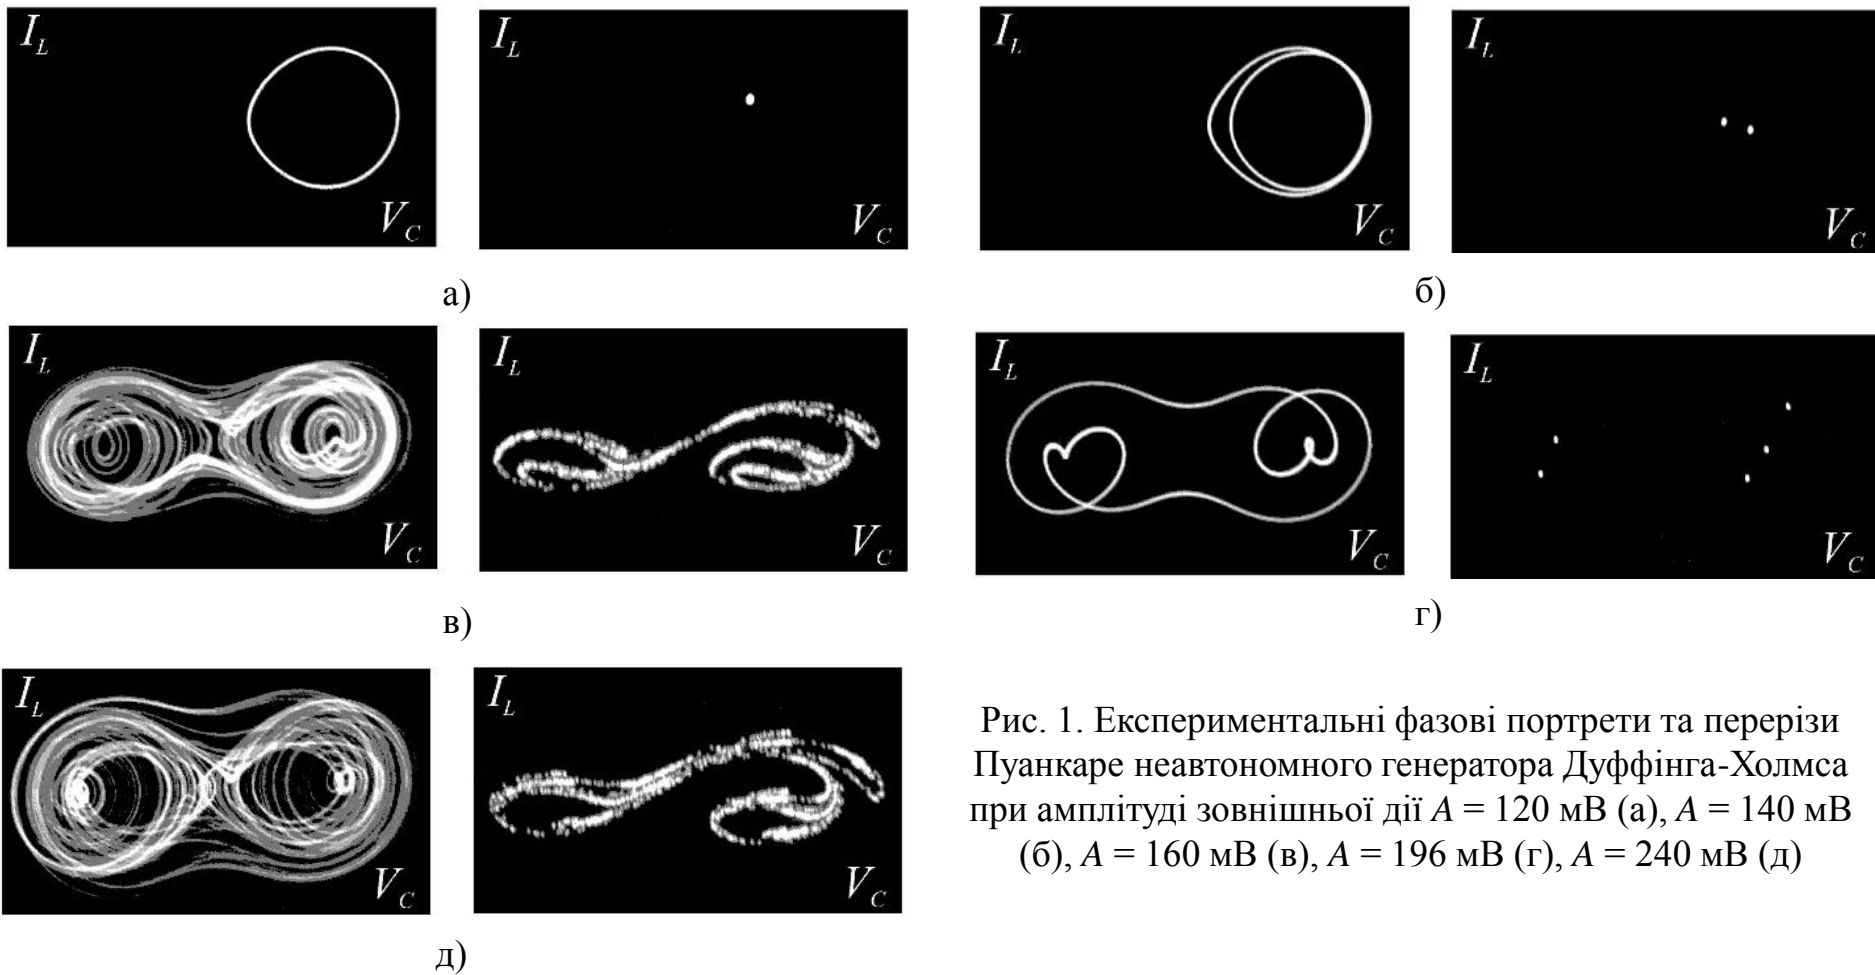 I_L
V_C
I_L
V_C
I_L
V_C
I_L
V_C
а)
б)
I_L
V_C
I_L
V_C
I_L
V_C
I_L
V_C
в)
г)
I_L
V_C
I_L
V_C
д)
Рис. 1. Експериментальні фазові портрети та перерізи
Пуанкаре неавтономного генератора Дуффінга-Холмса
при амплітуді зовнішньої дії A = 120 мВ (а), A = 140 мВ
(б), A = 160 мВ (в), A = 196 мВ (г), A = 240 мВ (д)